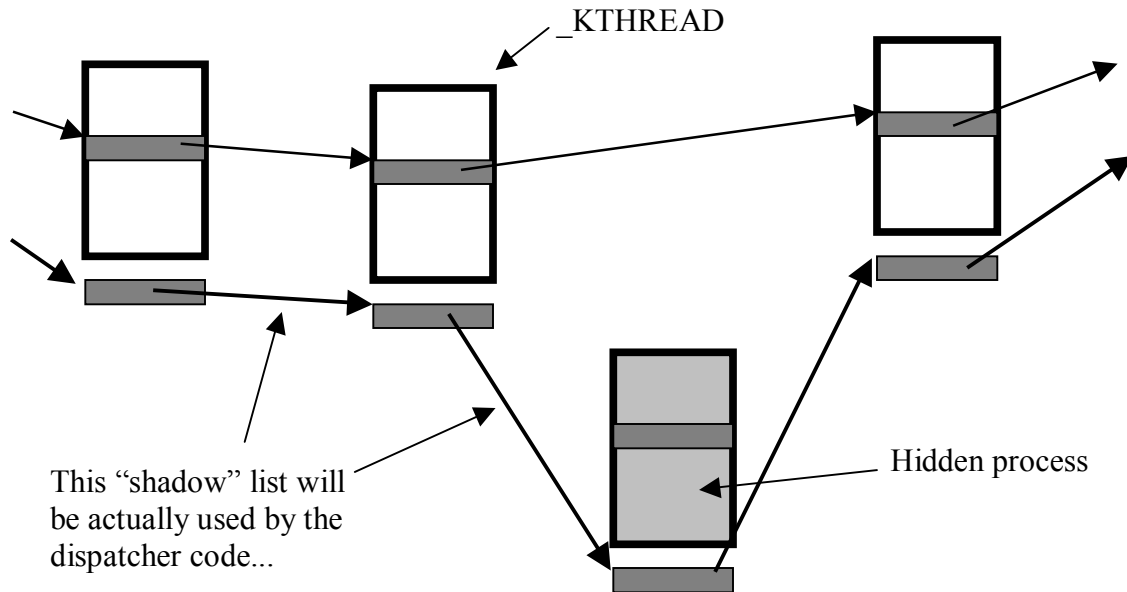 _KTHREAD
This “shadow” list will
be actually used by the
dispatcher code...
Hidden process